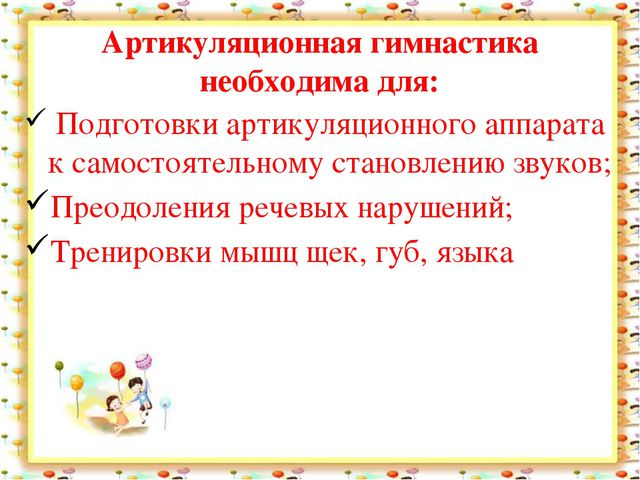 Артикуляционная гимнастика
необходима для:
✓ Подготовки артикуляционного аппарата
к самостоятельному становлению звуков;
✓Преодоления речевых нарушений;
✓Тренировки мышц щек, губ, языка